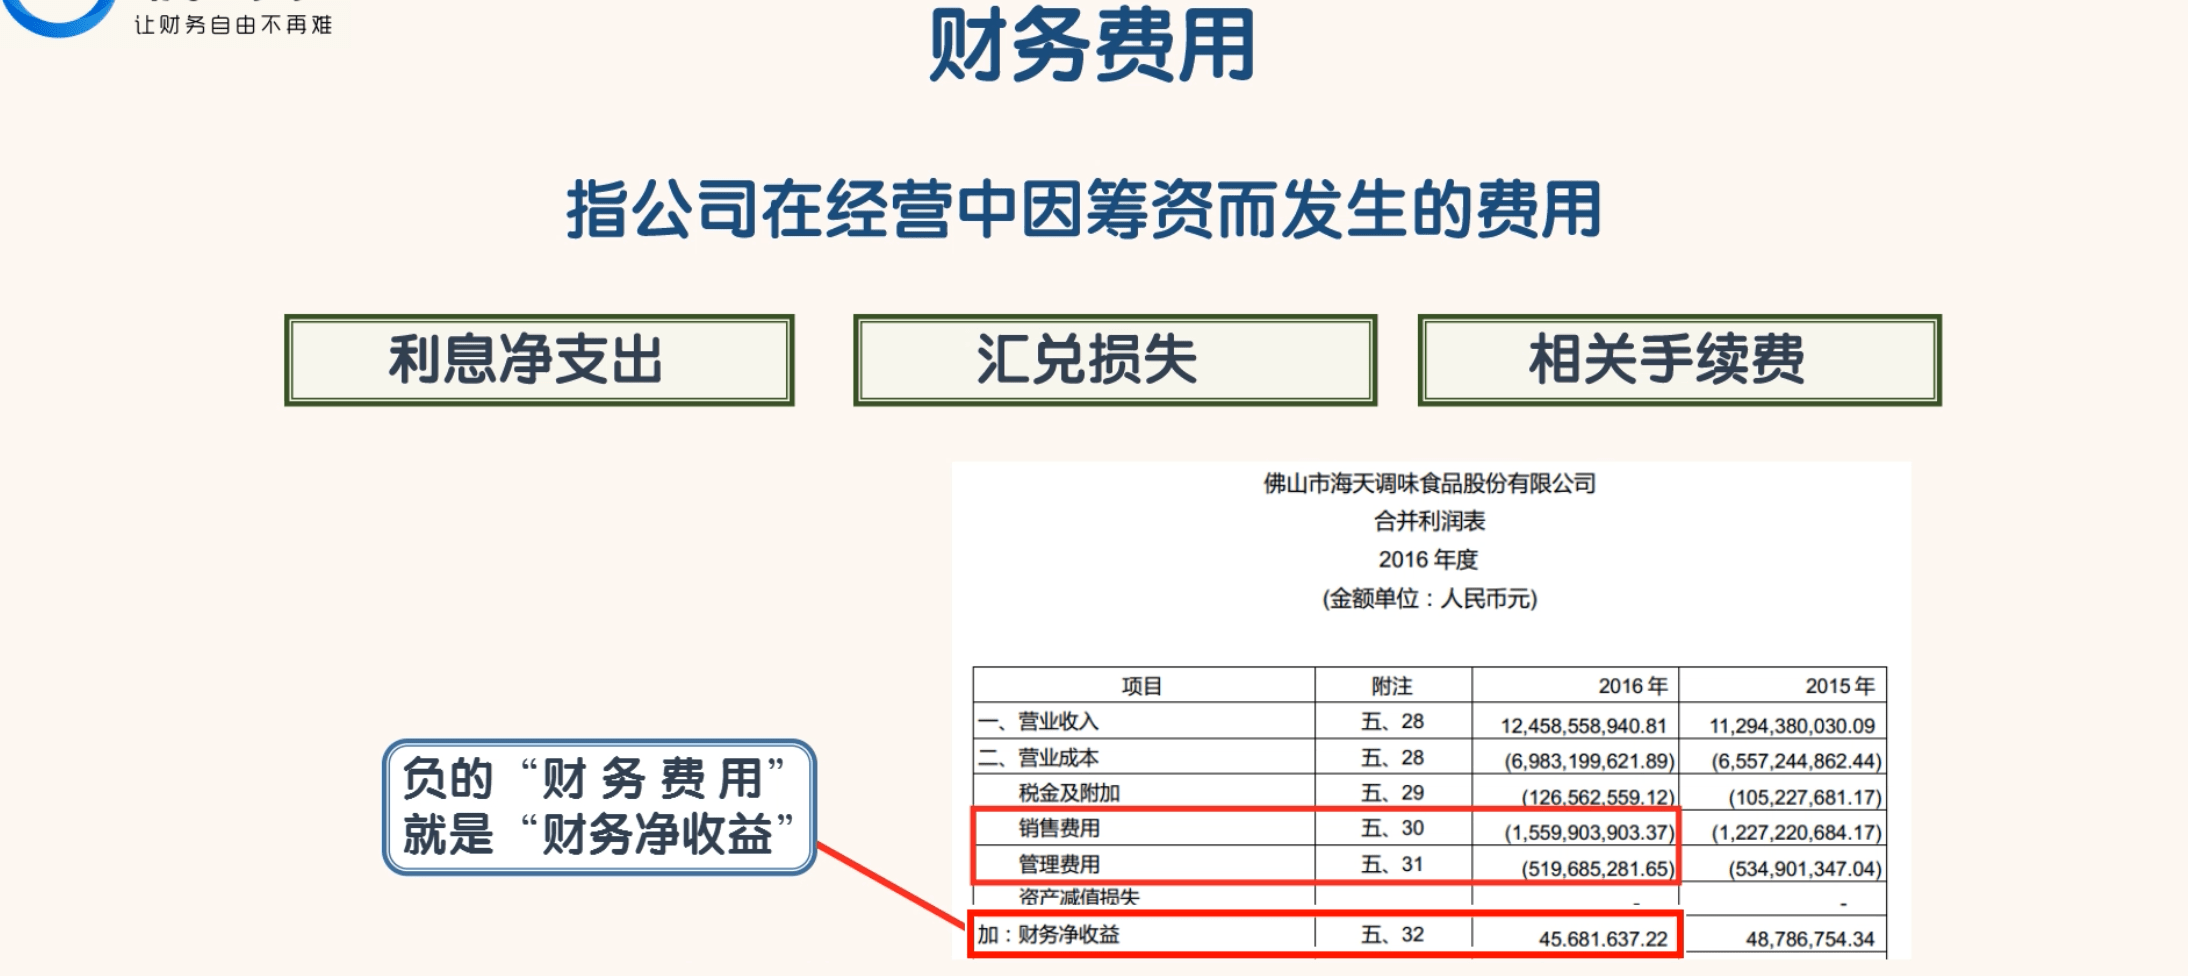 让财务自由不再难
财务费用
指公司在经营中因筹资而发生的费用
利息净支出 汇兑损失 相关手续费
佛山市海天调味食品股份有限公司
合并利润表
2016 年度
(金额单位：人民币元)
项目 附注 2016 年 2015 年
一、营业收入 五、28 12,458,558,940.81 11,294,380,030.09
二、营业成本 五、28 (6,983,199,621.89) (6,557,244,862.44)
税金及附加 五、29 (126,562,559.12) (105,227,681.17)
销售费用 五、30 (1,559,903,903.37) (1,227,220,684.17)
管理费用 五、31 (519,685,281.65) (534,901,347.04)
资产减值损失 - -
加：财务净收益 五、32 45.681.637.22 48,786,754.34
负的“财务费用”
就是“财务净收益”